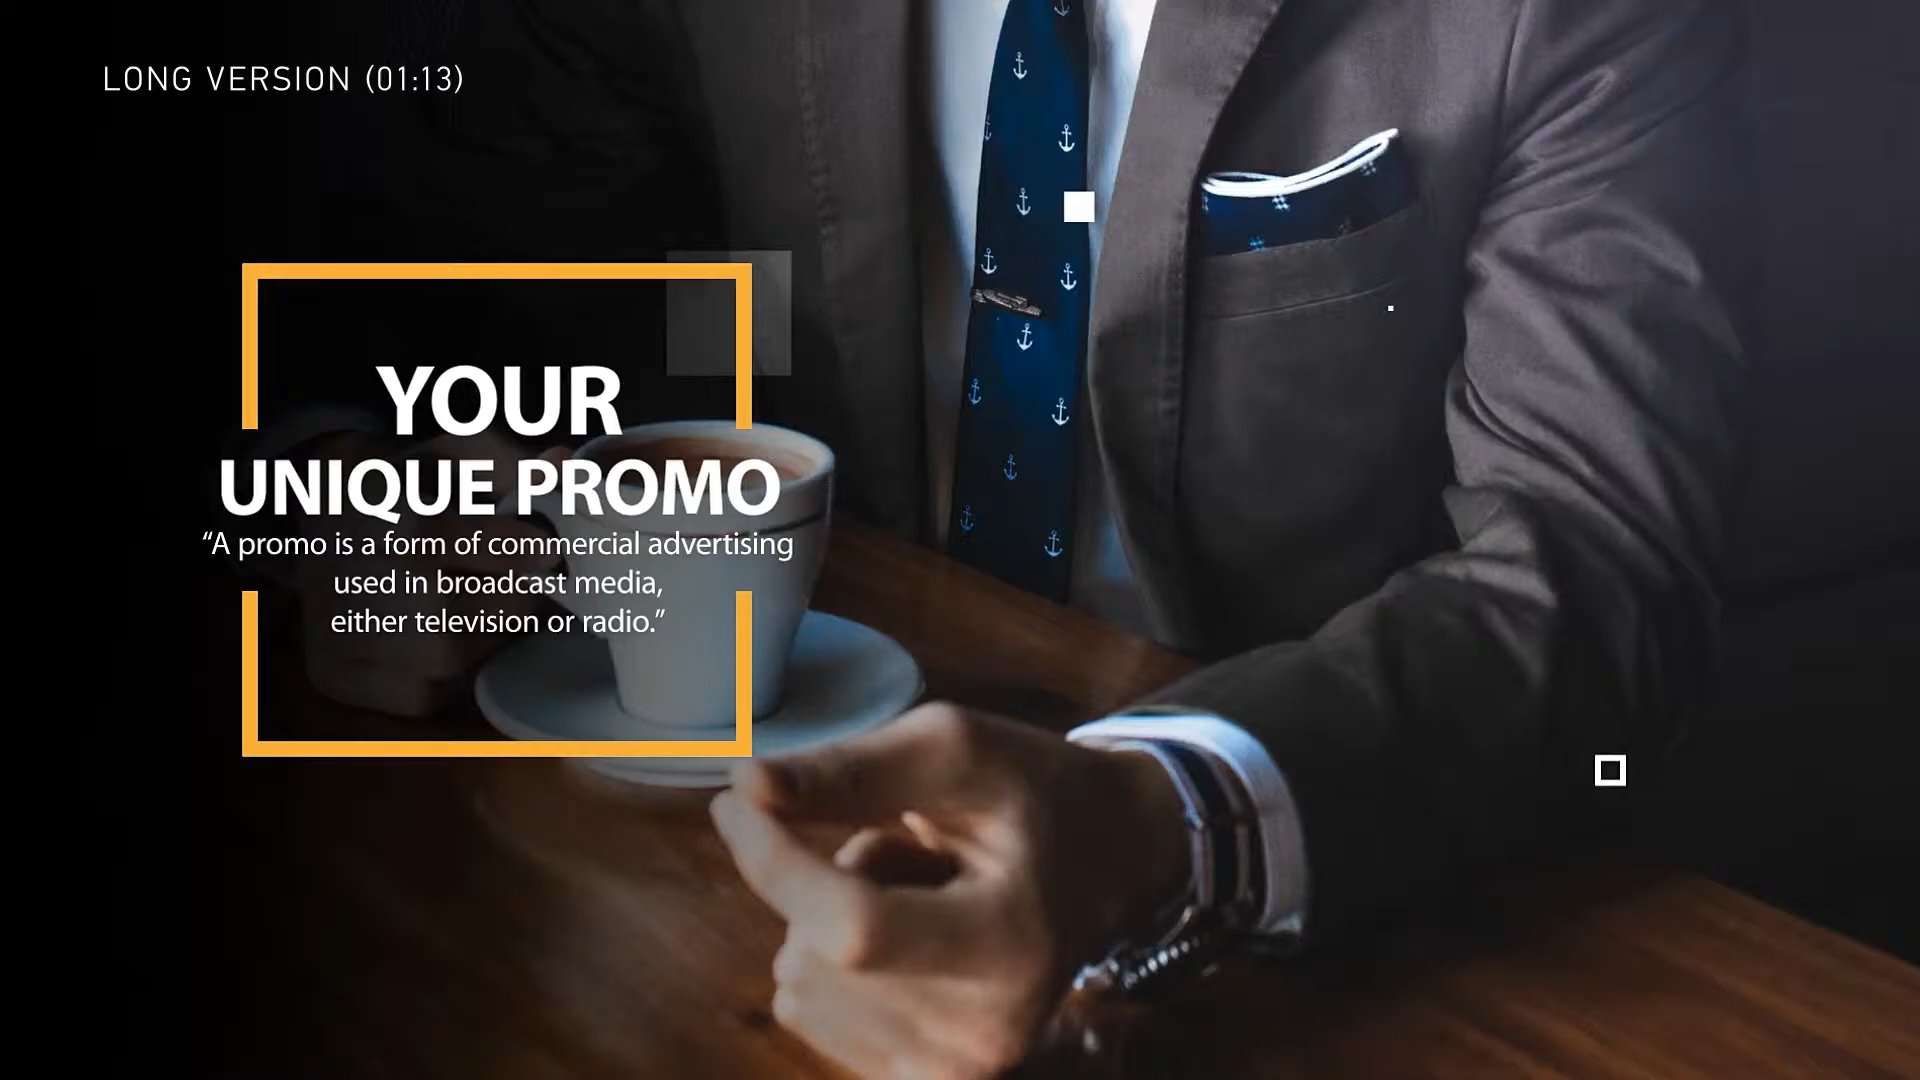 LONG VERSION (01:13)
YOUR
UNIQUE PROMO
“A promo is a form of commercial advertising
used in broadcast media,
either television or radio.”